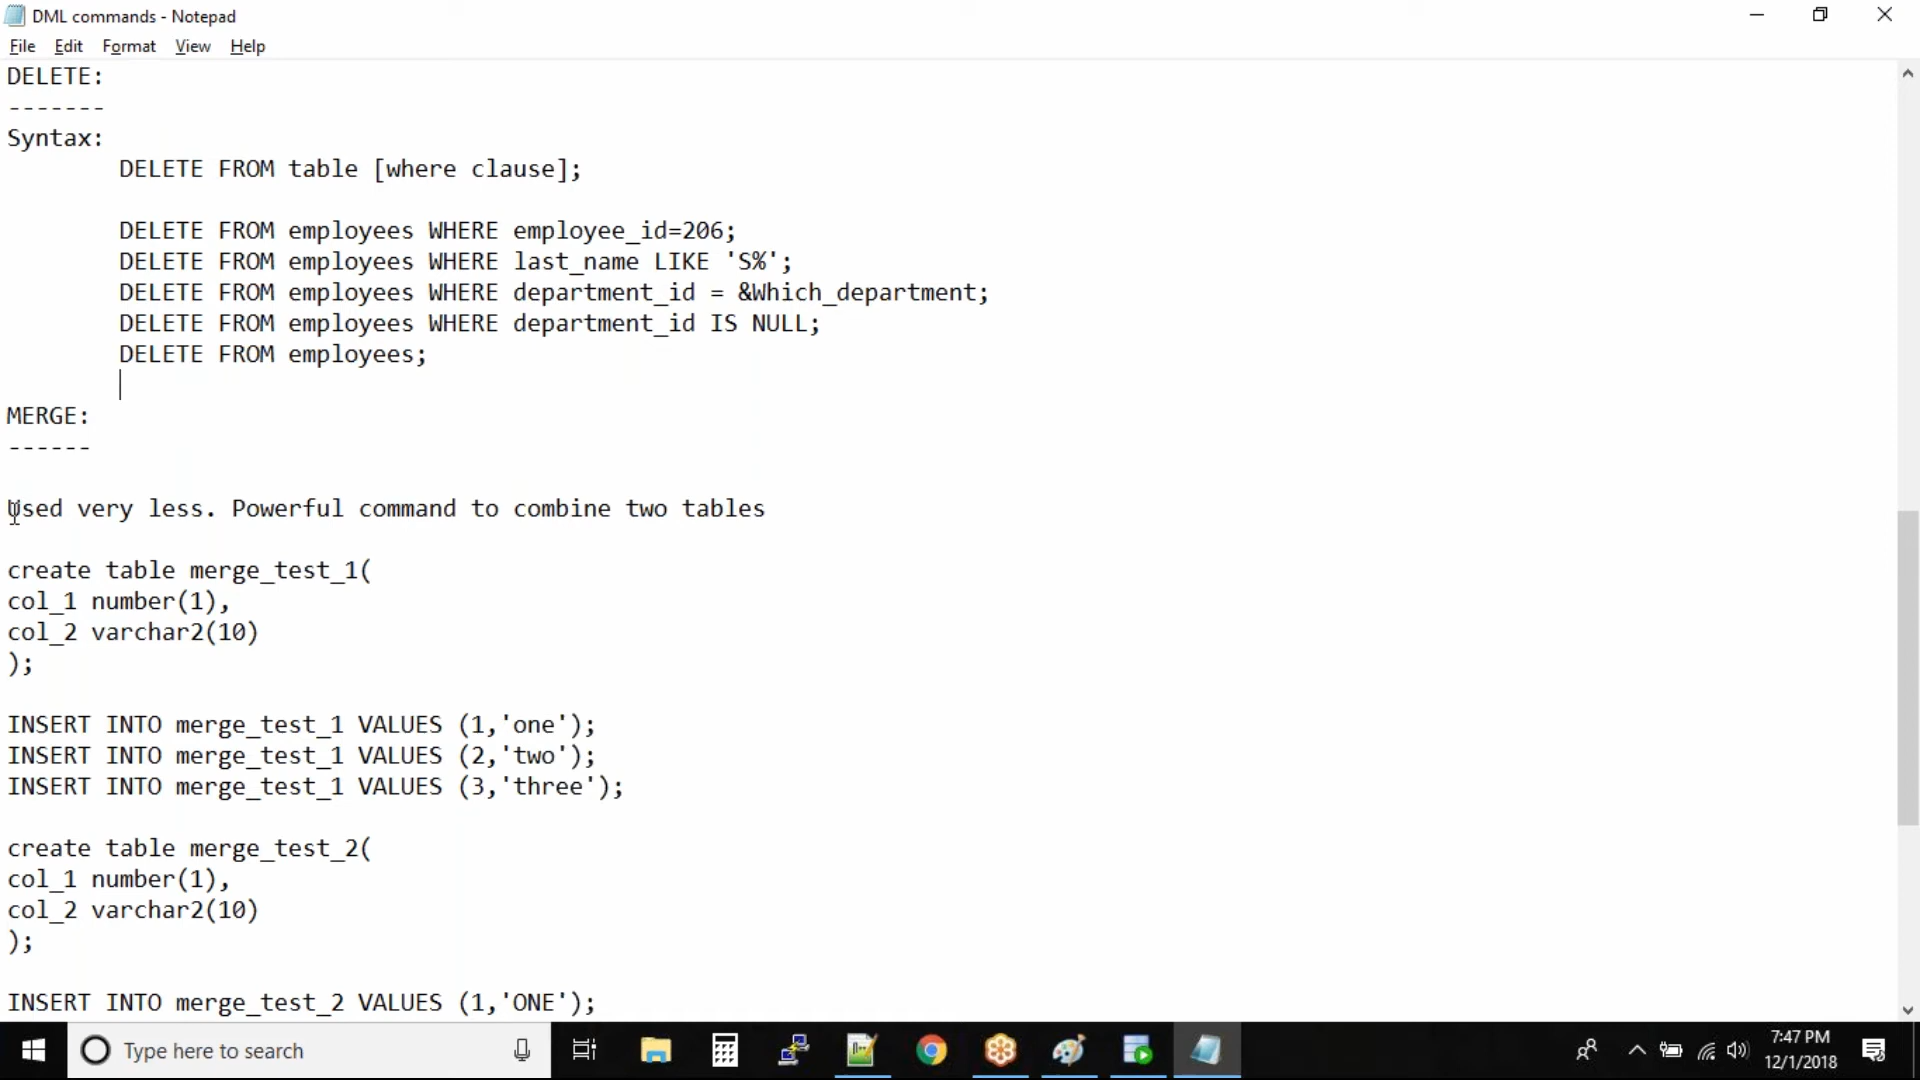 DML commands - Notepad
File Edit Format View Help
DELETE:
-------
Syntax:
DELETE FROM table [where clause];
DELETE FROM employees WHERE employee_id=206;
DELETE FROM employees WHERE last_name LIKE 'S%';
DELETE FROM employees WHERE department_id = &Which_department;
DELETE FROM employees WHERE department_id IS NULL;
DELETE FROM employees;
MERGE:
------
Used very less. Powerful command to combine two tables
create table merge_test_1(
col_1 number(1),
col_2 varchar2(10)
);
INSERT INTO merge_test_1 VALUES (1,'one');
INSERT INTO merge_test_1 VALUES (2,'two');
INSERT INTO merge_test_1 VALUES (3,'three');
create table merge_test_2(
col_1 number(1),
col_2 varchar2(10)
);
INSERT INTO merge_test_2 VALUES (1,'ONE');
Type here to search
7:47 PM
12/1/2018